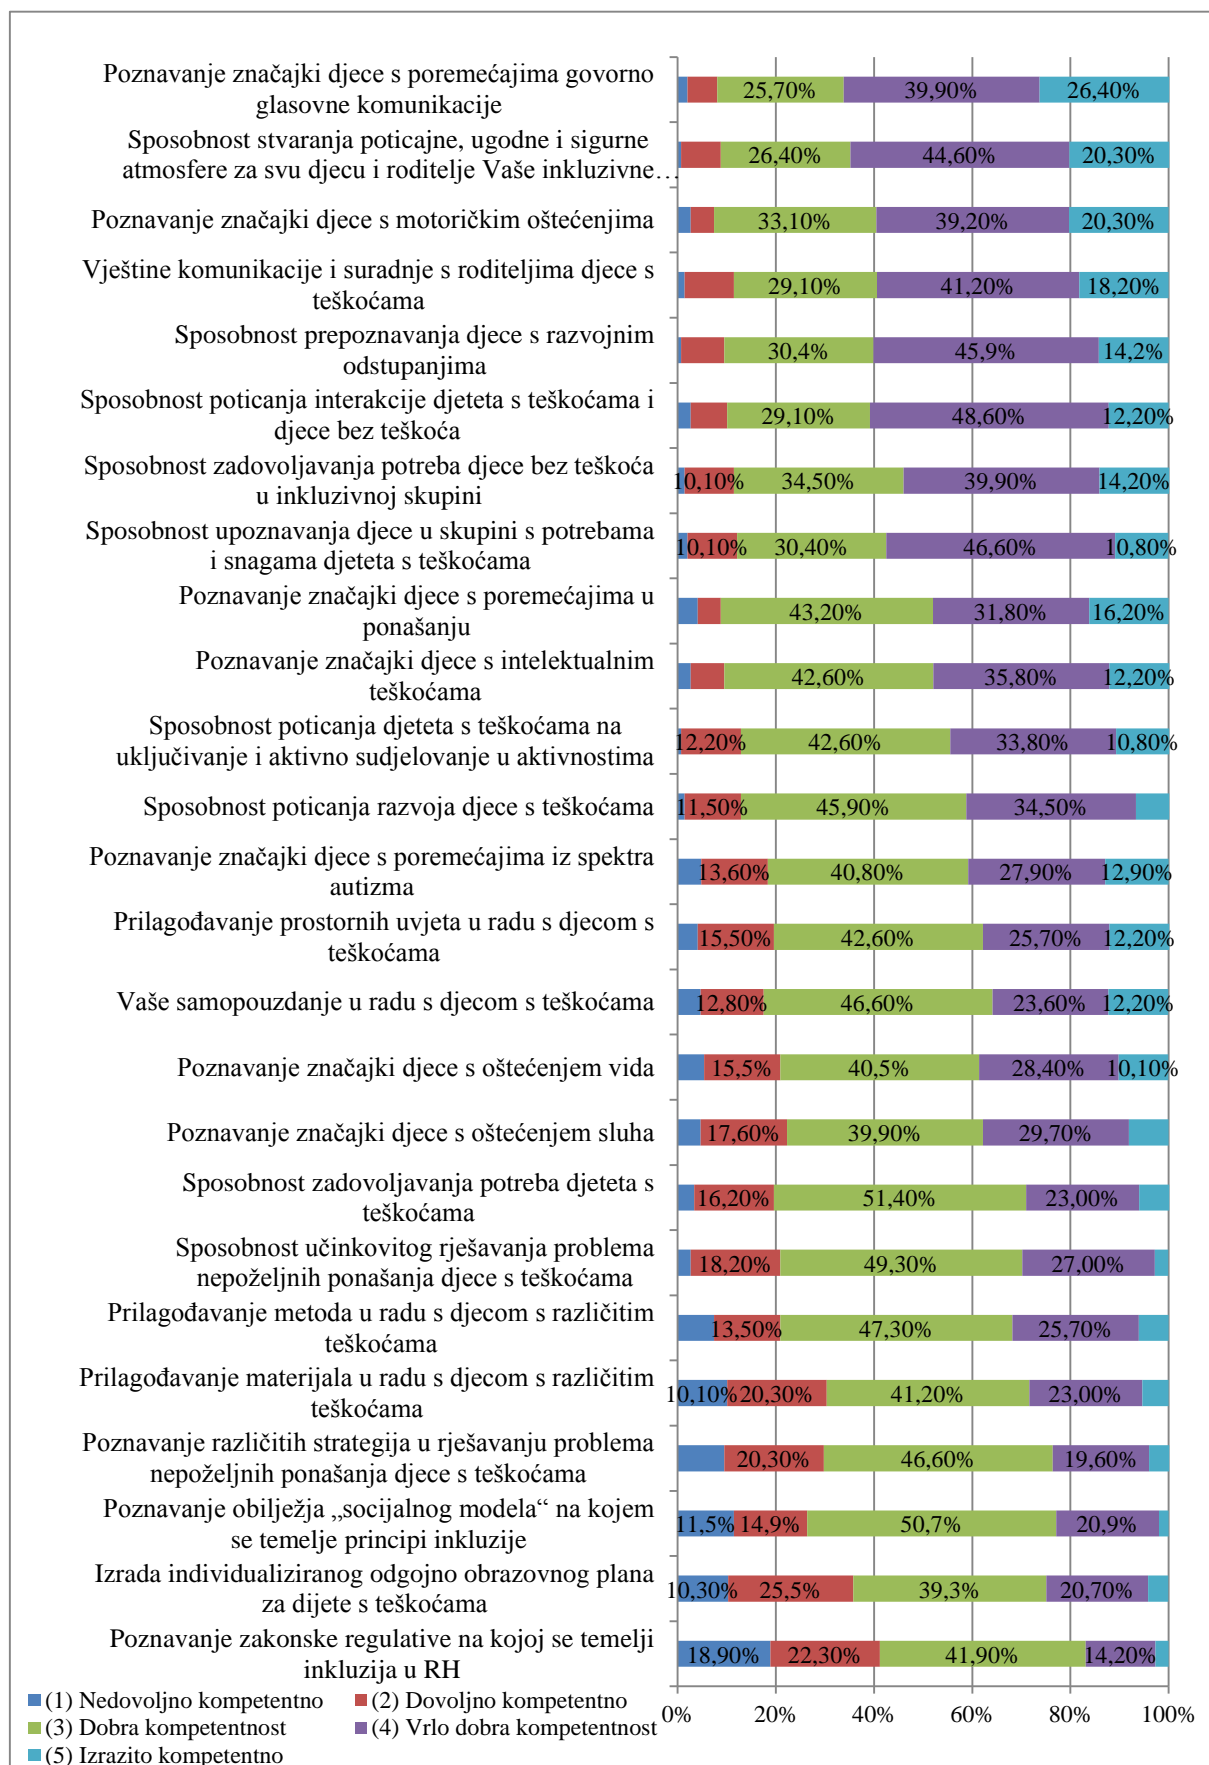 Poznavanje značajki djece s poremećajima govorno
glasovne komunikacije
25,70% 39,90% 26,40%
Sposobnost stvaranja poticajne, ugodne i sigurne
atmosfere za svu djecu i roditelje Vaše inkluzivne…
26,40% 44,60% 20,30%
Poznavanje značajki djece s motoričkim oštećenjima
33,10% 39,20% 20,30%
Vještine komunikacije i suradnje s roditeljima djece s
teškoćama
29,10% 41,20% 18,20%
Sposobnost prepoznavanja djece s razvojnim
odstupanjima
30,4% 45,9% 14,2%
Sposobnost poticanja interakcije djeteta s teškoćama i
djece bez teškoća
29,10% 48,60% 12,20%
Sposobnost zadovoljavanja potreba djece bez teškoća
u inkluzivnoj skupini
10,10% 34,50% 39,90% 14,20%
Sposobnost upoznavanja djece u skupini s potrebama
i snagama djeteta s teškoćama
10,10% 30,40% 46,60% 10,80%
Poznavanje značajki djece s poremećajima u
ponašanju
43,20% 31,80% 16,20%
Poznavanje značajki djece s intelektualnim
teškoćama
42,60% 35,80% 12,20%
Sposobnost poticanja djeteta s teškoćama na
uključivanje i aktivno sudjelovanje u aktivnostima
12,20% 42,60% 33,80% 10,80%
Sposobnost poticanja razvoja djece s teškoćama
11,50% 45,90% 34,50%
Poznavanje značajki djece s poremećajima iz spektra
autizma
13,60% 40,80% 27,90% 12,90%
Prilagođavanje prostornih uvjeta u radu s djecom s
teškoćama
15,50% 42,60% 25,70% 12,20%
Vaše samopouzdanje u radu s djecom s teškoćama
12,80% 46,60% 23,60% 12,20%
Poznavanje značajki djece s oštećenjem vida
15,5% 40,5% 28,40% 10,10%
Poznavanje značajki djece s oštećenjem sluha
17,60% 39,90% 29,70%
Sposobnost zadovoljavanja potreba djeteta s
teškoćama
16,20% 51,40% 23,00%
Sposobnost učinkovitog rješavanja problema
nepoželjnih ponašanja djece s teškoćama
18,20% 49,30% 27,00%
Prilagođavanje metoda u radu s djecom s različitim
teškoćama
13,50% 47,30% 25,70%
Prilagođavanje materijala u radu s djecom s različitim
teškoćama
10,10% 20,30% 41,20% 23,00%
Poznavanje različitih strategija u rješavanju problema
nepoželjnih ponašanja djece s teškoćama
20,30% 46,60% 19,60%
Poznavanje obilježja „socijalnog modela“ na kojem
se temelje principi inkluzije
11,5% 14,9% 50,7% 20,9%
Izrada individualiziranog odgojno obrazovnog plana
za dijete s teškoćama
10,30% 25,5% 39,3% 20,70%
Poznavanje zakonske regulative na kojoj se temelji
inkluzija u RH
18,90% 22,30% 41,90% 14,20%
0% 20% 40% 60% 80% 100%
(1) Nedovoljno kompetentno (2) Dovoljno kompetentno
(3) Dobra kompetentnost (4) Vrlo dobra kompetentnost
(5) Izrazito kompetentno